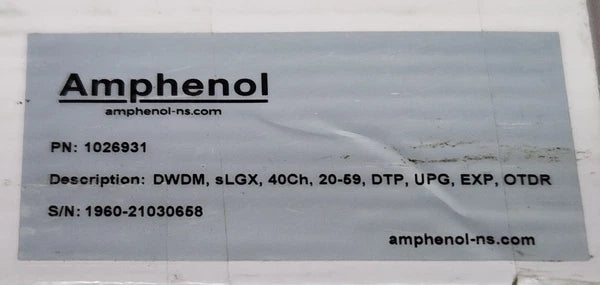 Amphenol
amphenol-ns.com
PN: 1026931
Description: DWDM, sLGX, 40Ch, 20-59, DTP, UPG, EXP, OTDR
S/N: 1960-21030658
amphenol-ns.com